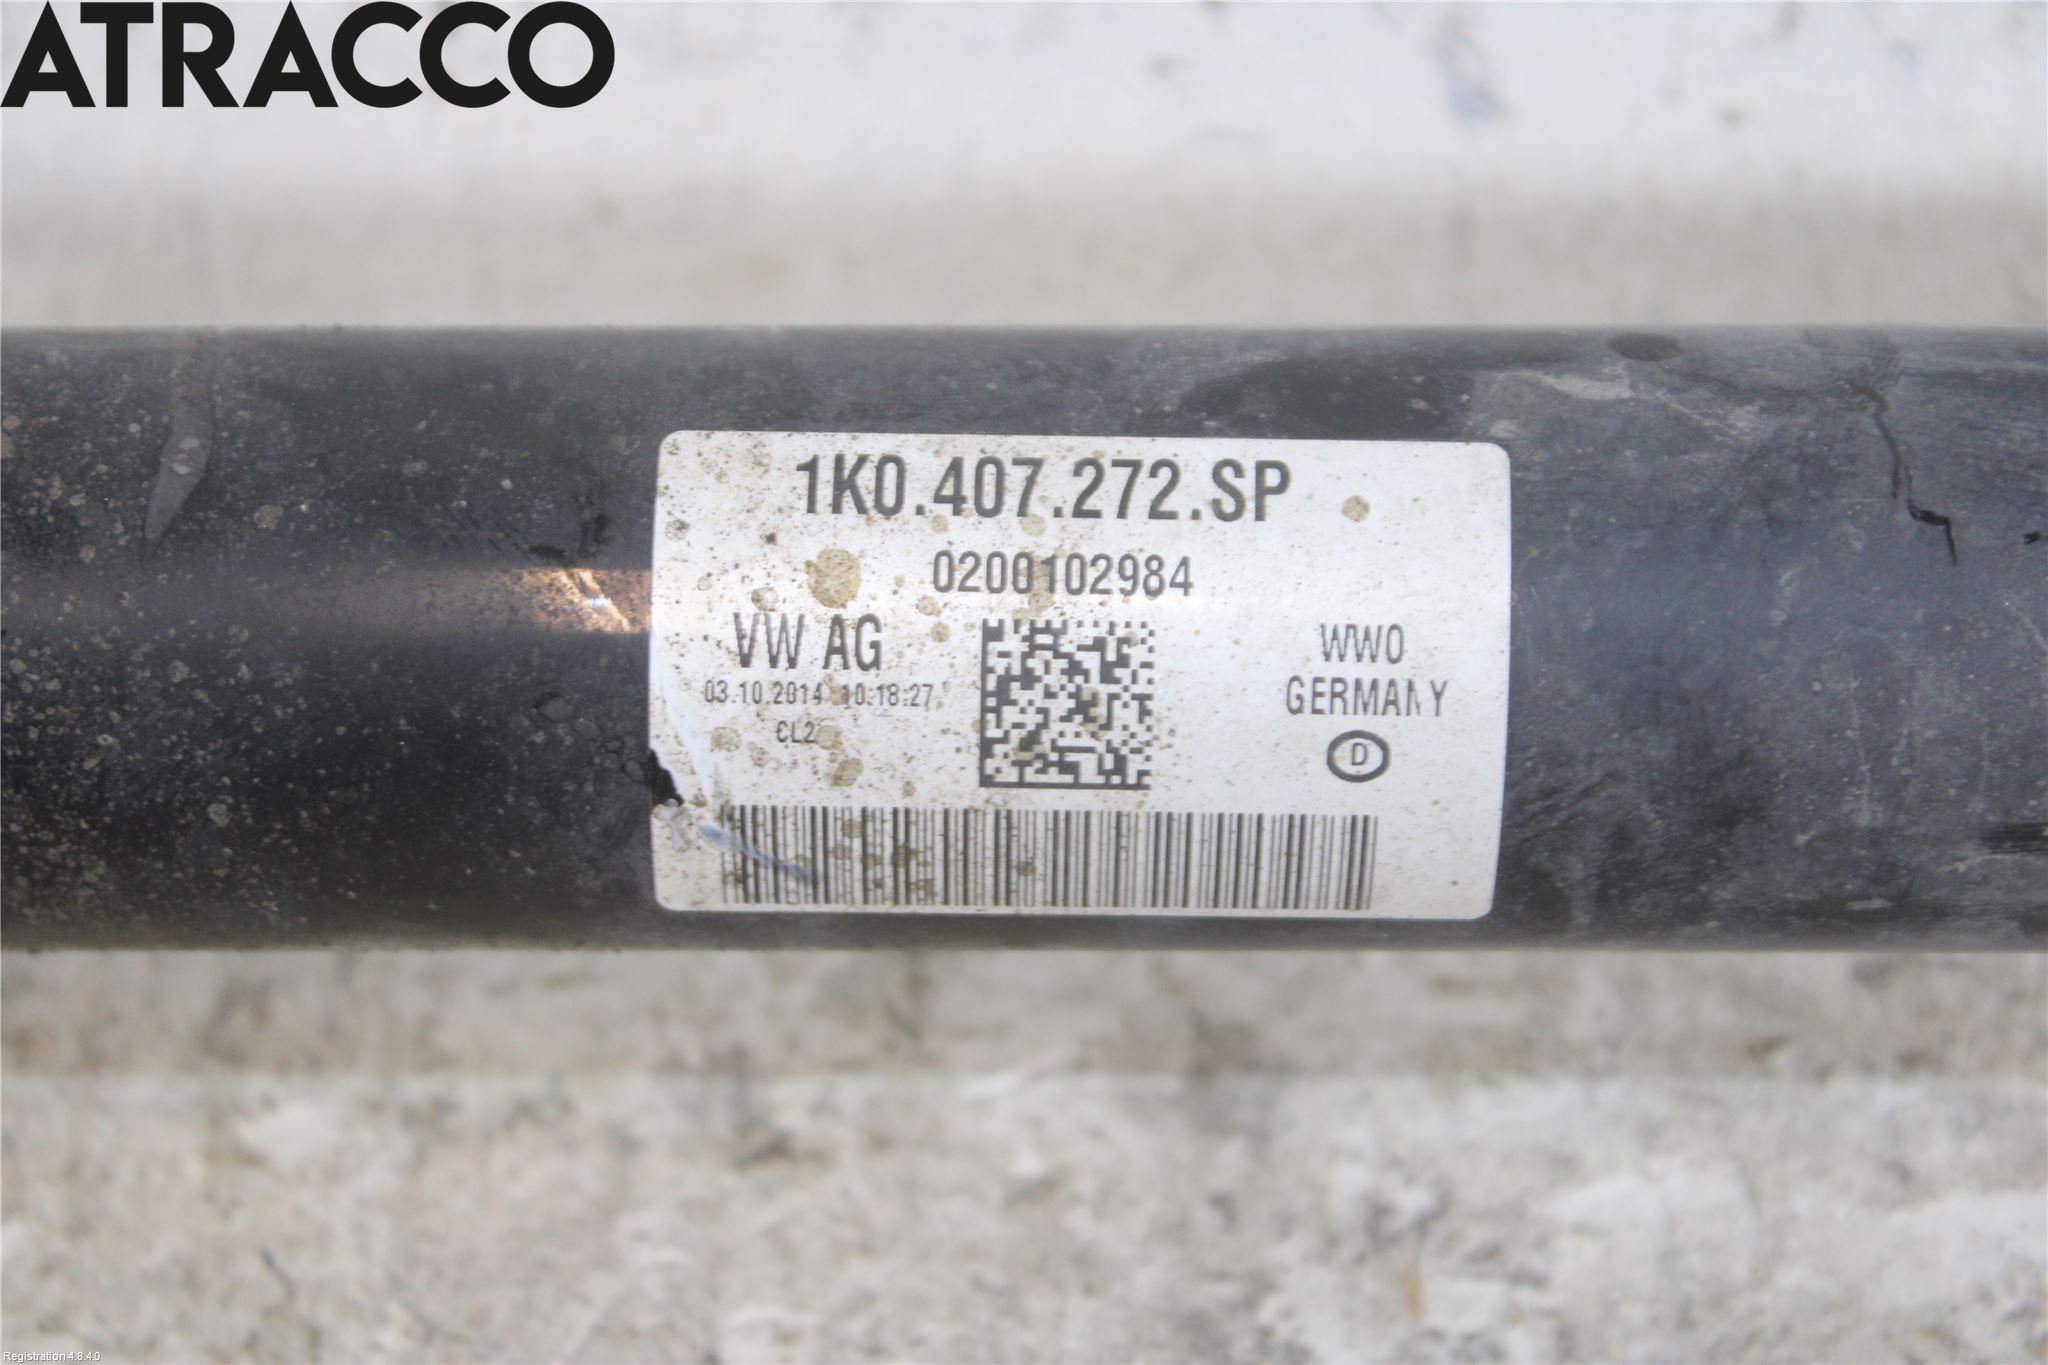 ATRACCO
1K0.407.272.SP
0200102984
VW AG
03.10.2014 10:18:27
CL2
WWO
GERMANY
D
Registration 4.8.4.0